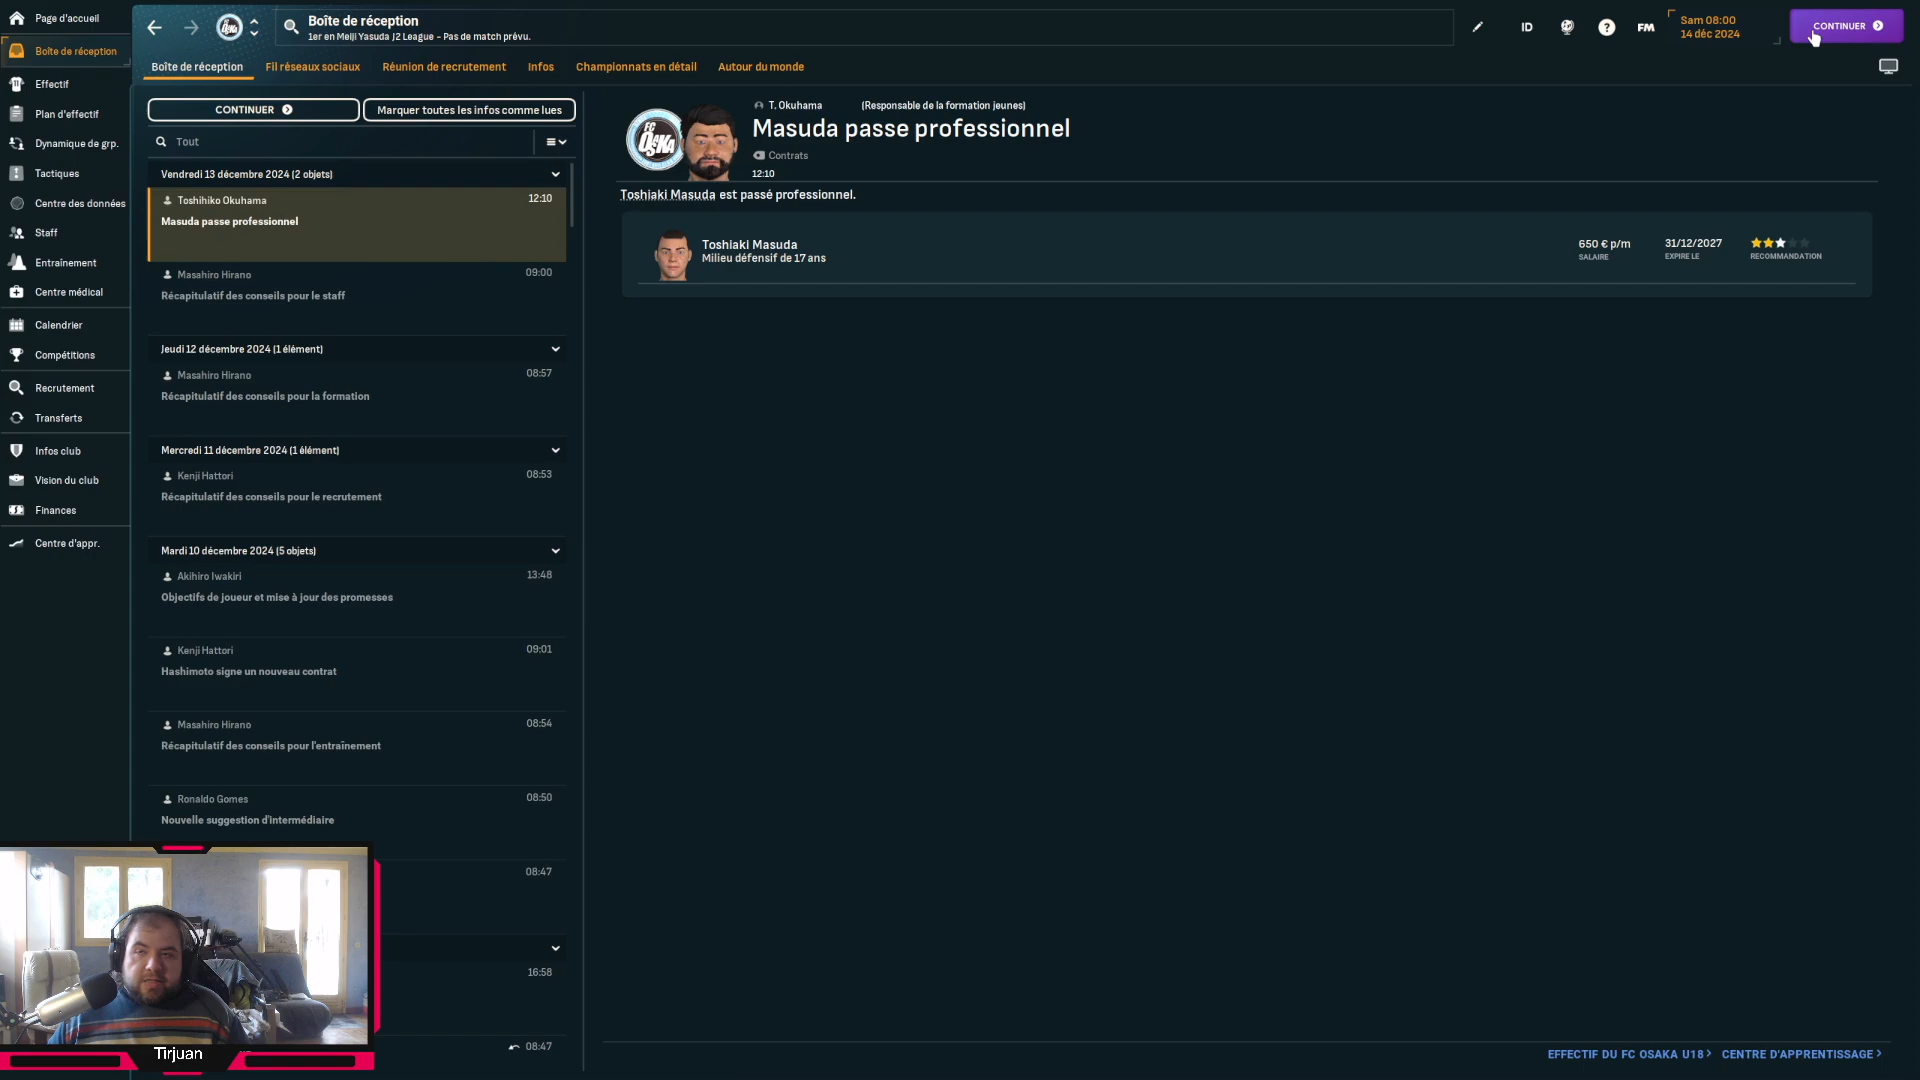 Page d'accueil
Boîte de réception
Effectif
Plan d'effectif
Dynamique de grp.
Tactiques
Centre des données
Staff
Entraînement
Centre médical
Calendrier
Compétitions
Recrutement
Transferts
Infos club
Vision du club
Finances
Centre d'appr.
Boîte de réception
1er en Meiji Yasuda J2 League - Pas de match prévu.
ID
FM
Sam 08:00
14 déc 2024
CONTINUER
Boîte de réception
Fil réseaux sociaux
Réunion de recrutement
Infos
Championnats en détail
Autour du monde
CONTINUER
Marquer toutes les infos comme lues
Tout
Vendredi 13 décembre 2024 (2 objets)
Toshihiko Okuhama 12:10
Masuda passe professionnel
Masahiro Hirano 09:00
Récapitulatif des conseils pour le staff
Jeudi 12 décembre 2024 (1 élément)
Masahiro Hirano 08:57
Récapitulatif des conseils pour la formation
Mercredi 11 décembre 2024 (1 élément)
Kenji Hattori 08:53
Récapitulatif des conseils pour le recrutement
Mardi 10 décembre 2024 (5 objets)
Akihiro Iwakiri 13:48
Objectifs de joueur et mise à jour des promesses
Kenji Hattori 09:01
Hashimoto signe un nouveau contrat
Masahiro Hirano 08:54
Récapitulatif des conseils pour l'entraînement
Ronaldo Gomes 08:50
Nouvelle suggestion d'intermédiaire
08:47
16:58
08:47
FC OSAKA
T. Okuhama (Responsable de la formation jeunes)
Masuda passe professionnel
Contrats
12:10
Toshiaki Masuda est passé professionnel.
Toshiaki Masuda
Milieu défensif de 17 ans
650 € p/m
SALAIRE
31/12/2027
EXPIRE LE
RECOMMANDATION
Tirjuan
EFFECTIF DU FC OSAKA U18
CENTRE D'APPRENTISSAGE